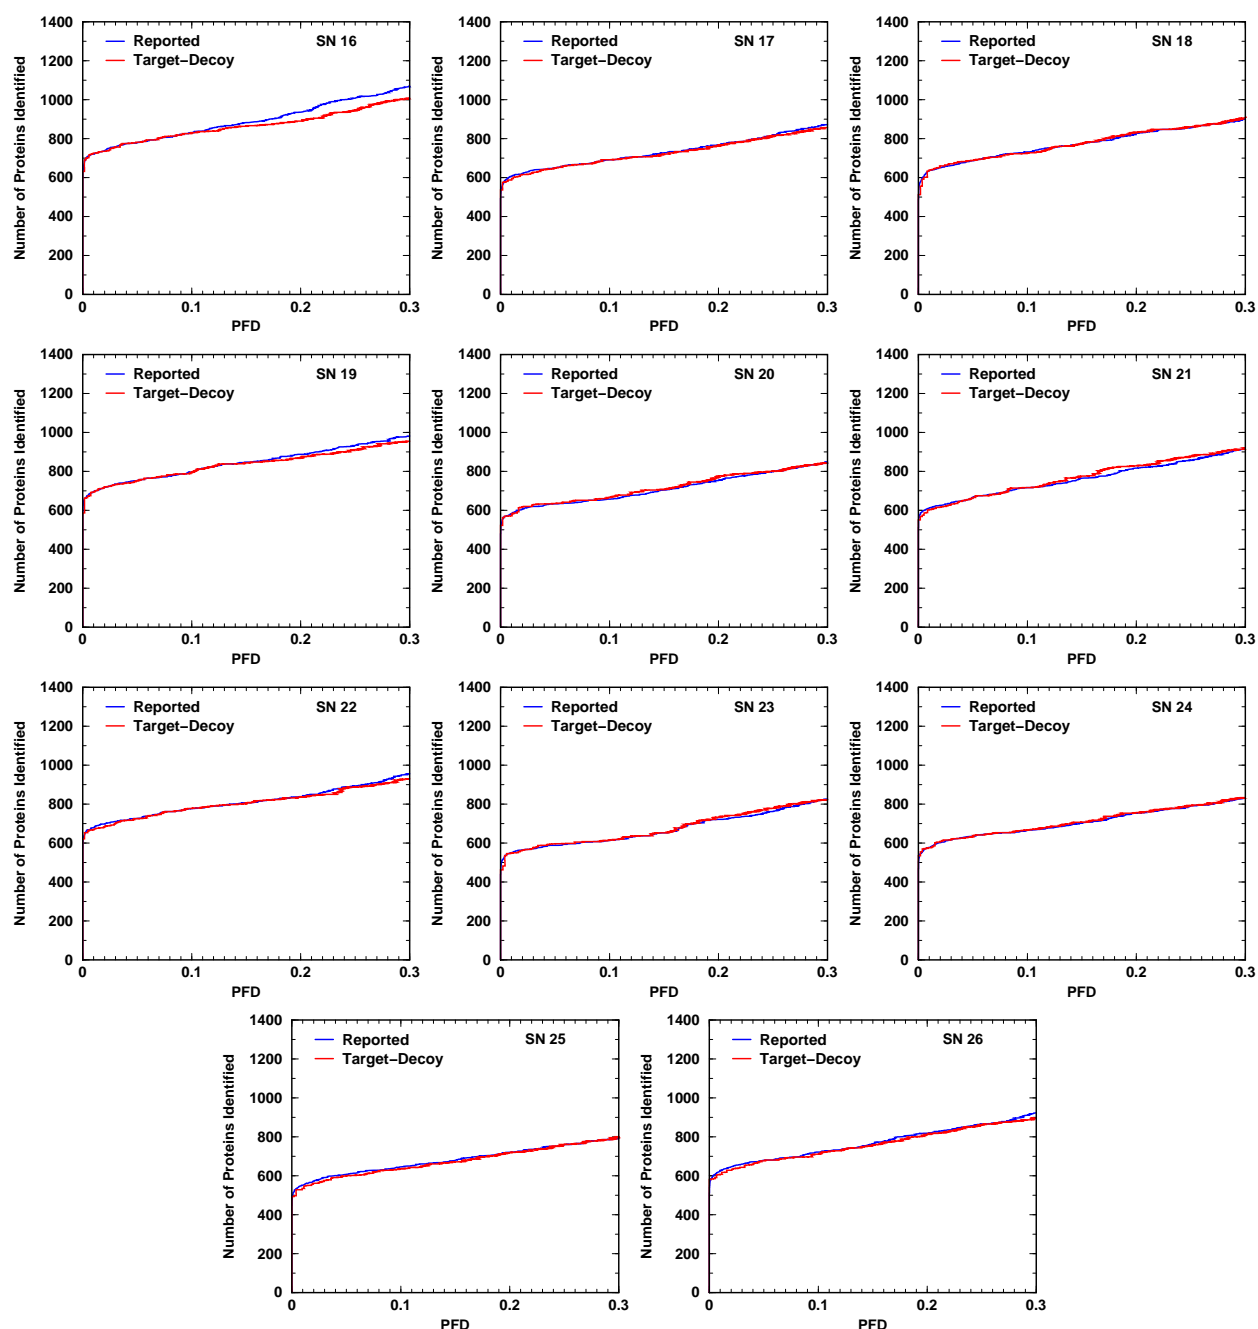 1400
1200
1000
800
600
400
200
0
Number of Proteins Identified
Reported
Target-Decoy
SN 16
0 0.1 0.2 0.3
PFD
1400
1200
1000
800
600
400
200
0
Number of Proteins Identified
Reported
Target-Decoy
SN 17
0 0.1 0.2 0.3
PFD
1400
1200
1000
800
600
400
200
0
Number of Proteins Identified
Reported
Target-Decoy
SN 18
0 0.1 0.2 0.3
PFD
1400
1200
1000
800
600
400
200
0
Number of Proteins Identified
Reported
Target-Decoy
SN 19
0 0.1 0.2 0.3
PFD
1400
1200
1000
800
600
400
200
0
Number of Proteins Identified
Reported
Target-Decoy
SN 20
0 0.1 0.2 0.3
PFD
1400
1200
1000
800
600
400
200
0
Number of Proteins Identified
Reported
Target-Decoy
SN 21
0 0.1 0.2 0.3
PFD
1400
1200
1000
800
600
400
200
0
Number of Proteins Identified
Reported
Target-Decoy
SN 22
0 0.1 0.2 0.3
PFD
1400
1200
1000
800
600
400
200
0
Number of Proteins Identified
Reported
Target-Decoy
SN 23
0 0.1 0.2 0.3
PFD
1400
1200
1000
800
600
400
200
0
Number of Proteins Identified
Reported
Target-Decoy
SN 24
0 0.1 0.2 0.3
PFD
1400
1200
1000
800
600
400
200
0
Number of Proteins Identified
Reported
Target-Decoy
SN 25
0 0.1 0.2 0.3
PFD
1400
1200
1000
800
600
400
200
0
Number of Proteins Identified
Reported
Target-Decoy
SN 26
0 0.1 0.2 0.3
PFD